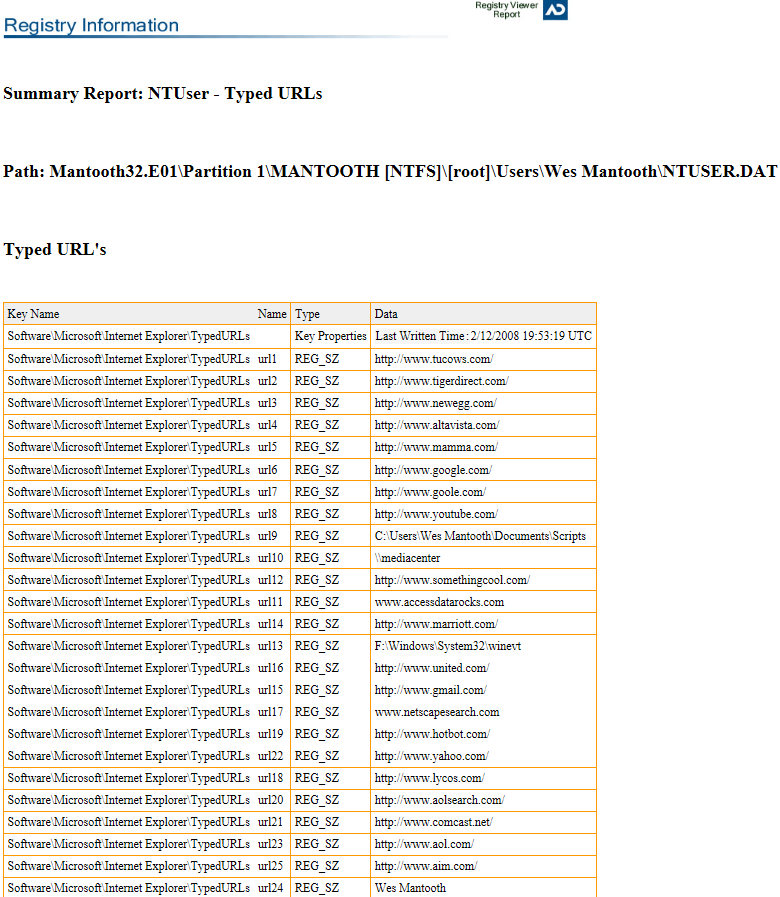 Registry Information
Registry Viewer
Report
Summary Report: NTUser - Typed URLs
Path: Mantooth32.E01\Partition 1\MANTOOTH [NTFS]\[root]\Users\Wes Mantooth\NTUSER.DAT
Typed URL's
Key Name Name Type Data
Software\Microsoft\Internet Explorer\TypedURLs Key Properties Last Written Time: 2/12/2008 19:53:19 UTC
Software\Microsoft\Internet Explorer\TypedURLs url1 REG_SZ http://www.tucows.com/
Software\Microsoft\Internet Explorer\TypedURLs url2 REG_SZ http://www.tigerdirect.com/
Software\Microsoft\Internet Explorer\TypedURLs url3 REG_SZ http://www.newegg.com/
Software\Microsoft\Internet Explorer\TypedURLs url4 REG_SZ http://www.altavista.com/
Software\Microsoft\Internet Explorer\TypedURLs url5 REG_SZ http://www.mamma.com/
Software\Microsoft\Internet Explorer\TypedURLs url6 REG_SZ http://www.google.com/
Software\Microsoft\Internet Explorer\TypedURLs url7 REG_SZ http://www.goole.com/
Software\Microsoft\Internet Explorer\TypedURLs url8 REG_SZ http://www.youtube.com/
Software\Microsoft\Internet Explorer\TypedURLs url9 REG_SZ C:\Users\Wes Mantooth\Documents\Scripts
Software\Microsoft\Internet Explorer\TypedURLs url10 REG_SZ \\mediacenter
Software\Microsoft\Internet Explorer\TypedURLs url12 REG_SZ http://www.somethingcool.com/
Software\Microsoft\Internet Explorer\TypedURLs url11 REG_SZ www.accessdatarocks.com
Software\Microsoft\Internet Explorer\TypedURLs url14 REG_SZ http://www.marriott.com/
Software\Microsoft\Internet Explorer\TypedURLs url13 REG_SZ F:\Windows\System32\winevt
Software\Microsoft\Internet Explorer\TypedURLs url16 REG_SZ http://www.united.com/
Software\Microsoft\Internet Explorer\TypedURLs url15 REG_SZ http://www.gmail.com/
Software\Microsoft\Internet Explorer\TypedURLs url17 REG_SZ www.netscapesearch.com
Software\Microsoft\Internet Explorer\TypedURLs url19 REG_SZ http://www.hotbot.com/
Software\Microsoft\Internet Explorer\TypedURLs url22 REG_SZ http://www.yahoo.com/
Software\Microsoft\Internet Explorer\TypedURLs url18 REG_SZ http://www.lycos.com/
Software\Microsoft\Internet Explorer\TypedURLs url20 REG_SZ http://www.aolsearch.com/
Software\Microsoft\Internet Explorer\TypedURLs url21 REG_SZ http://www.comcast.net/
Software\Microsoft\Internet Explorer\TypedURLs url23 REG_SZ http://www.aol.com/
Software\Microsoft\Internet Explorer\TypedURLs url25 REG_SZ http://www.aim.com/
Software\Microsoft\Internet Explorer\TypedURLs url24 REG_SZ Wes Mantooth